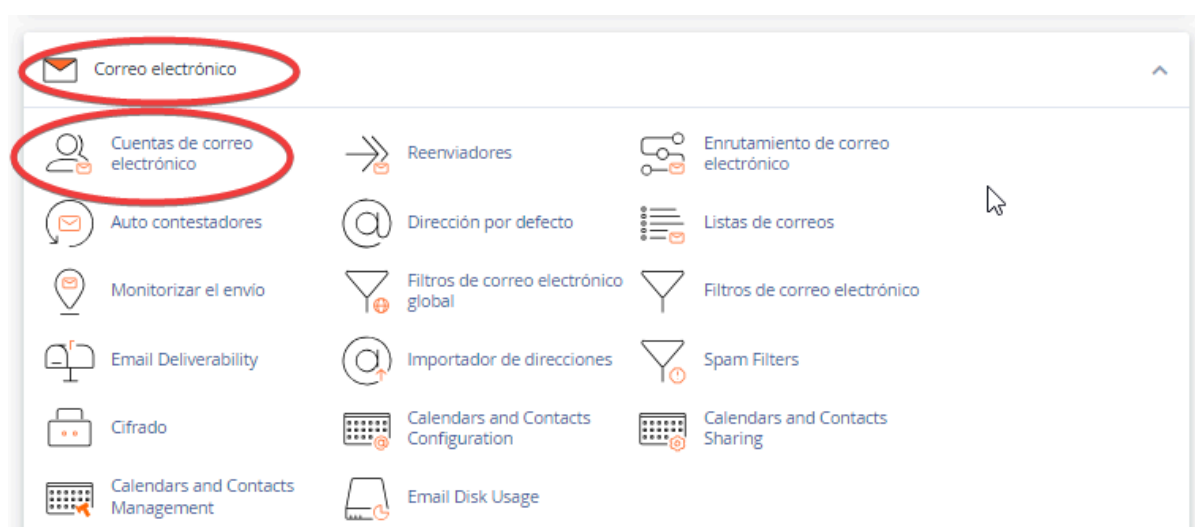 Correo electrónico
Cuentas de correo
electrónico
Reenviadores
Enrutamiento de correo
electrónico
Auto contestadores
Dirección por defecto
Listas de correos
Monitorizar el envío
Filtros de correo electrónico
global
Filtros de correo electrónico
Email Deliverability
Importador de direcciones
Spam Filters
Cifrado
Calendars and Contacts
Configuration
Calendars and Contacts
Sharing
Calendars and Contacts
Management
Email Disk Usage